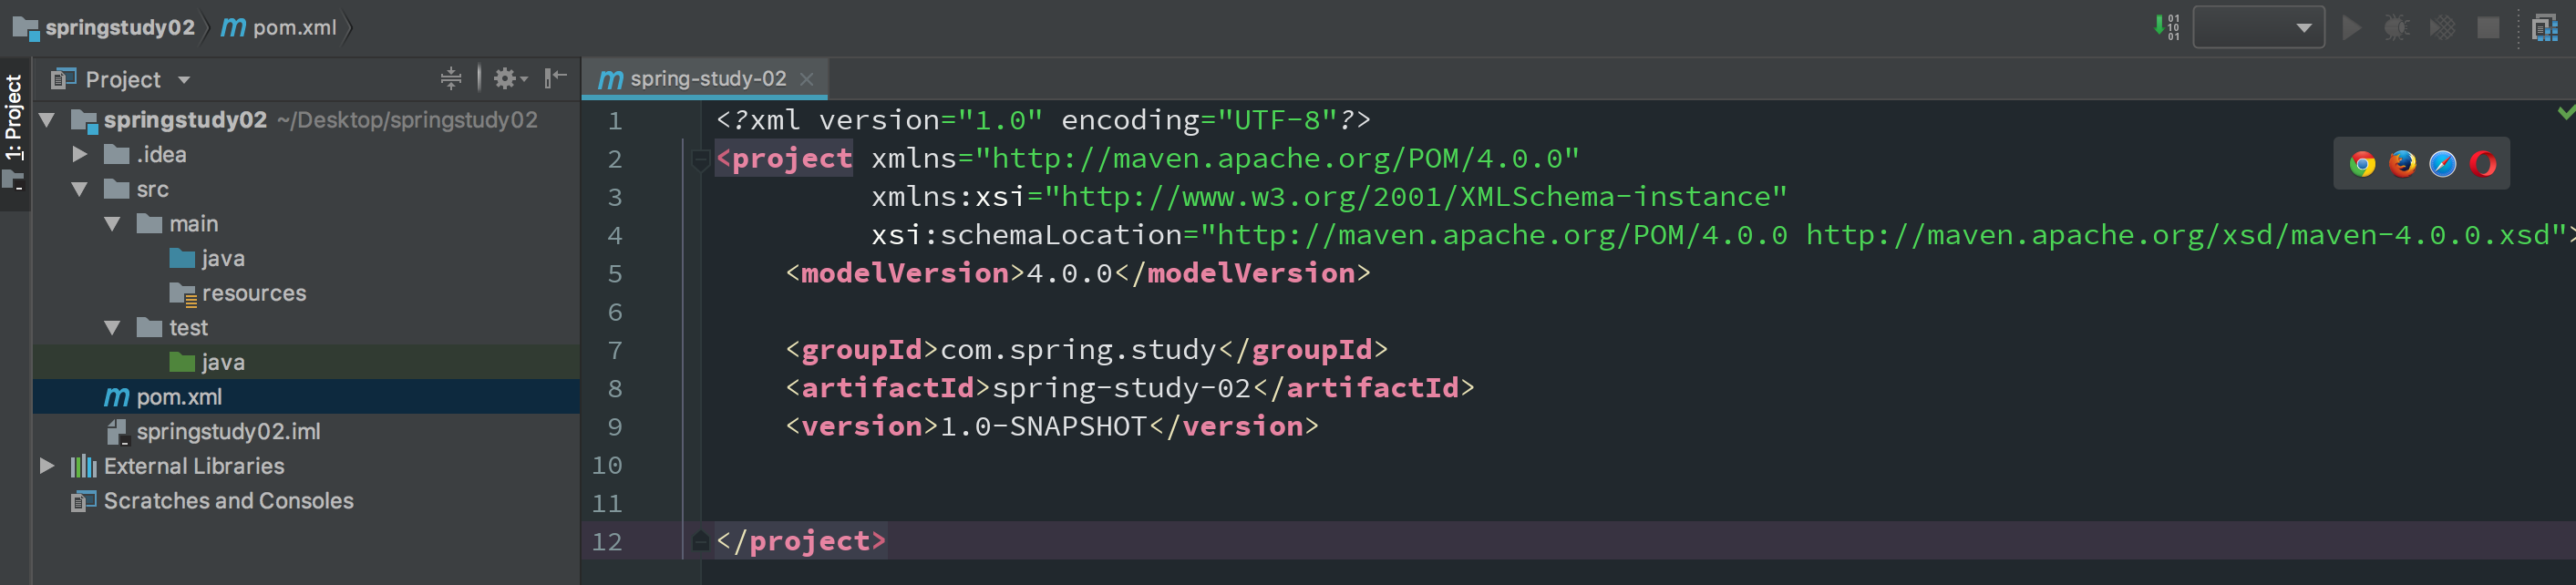 springstudy02 pom.xml
1: Project
Project
springstudy02 ~/Desktop/springstudy02
.idea
src
main
java
resources
test
java
pom.xml
springstudy02.iml
External Libraries
Scratches and Consoles
spring-study-02
1 <?xml version="1.0" encoding="UTF-8"?>
2 <project xmlns="http://maven.apache.org/POM/4.0.0"
3 xmlns:xsi="http://www.w3.org/2001/XMLSchema-instance"
4 xsi:schemaLocation="http://maven.apache.org/POM/4.0.0 http://maven.apache.org/xsd/maven-4.0.0.xsd">
5 <modelVersion>4.0.0</modelVersion>
6
7 <groupId>com.spring.study</groupId>
8 <artifactId>spring-study-02</artifactId>
9 <version>1.0-SNAPSHOT</version>
10
11
12 </project>